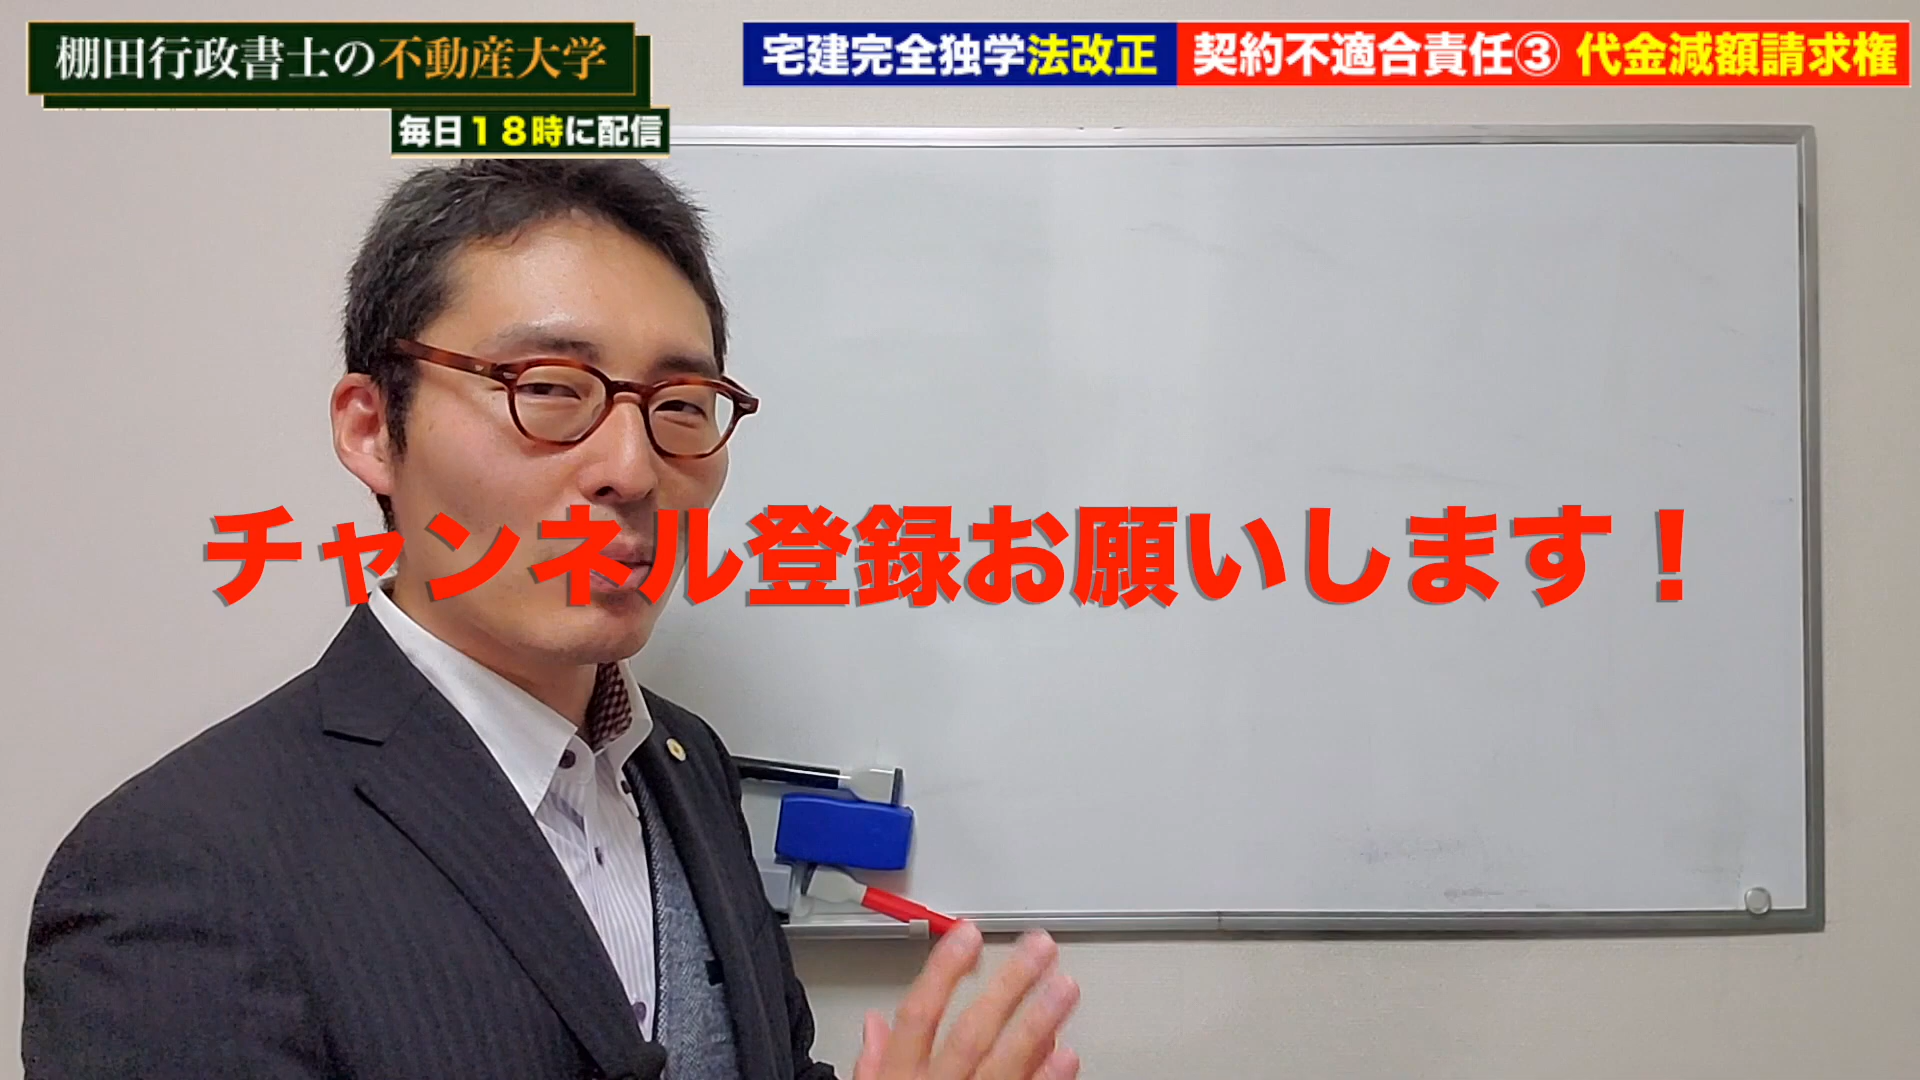 棚田行政書士の不動産大学
毎日18時に配信
宅建完全独学法改正 契約不適合責任③ 代金減額請求権
チャンネル登録お願いします！